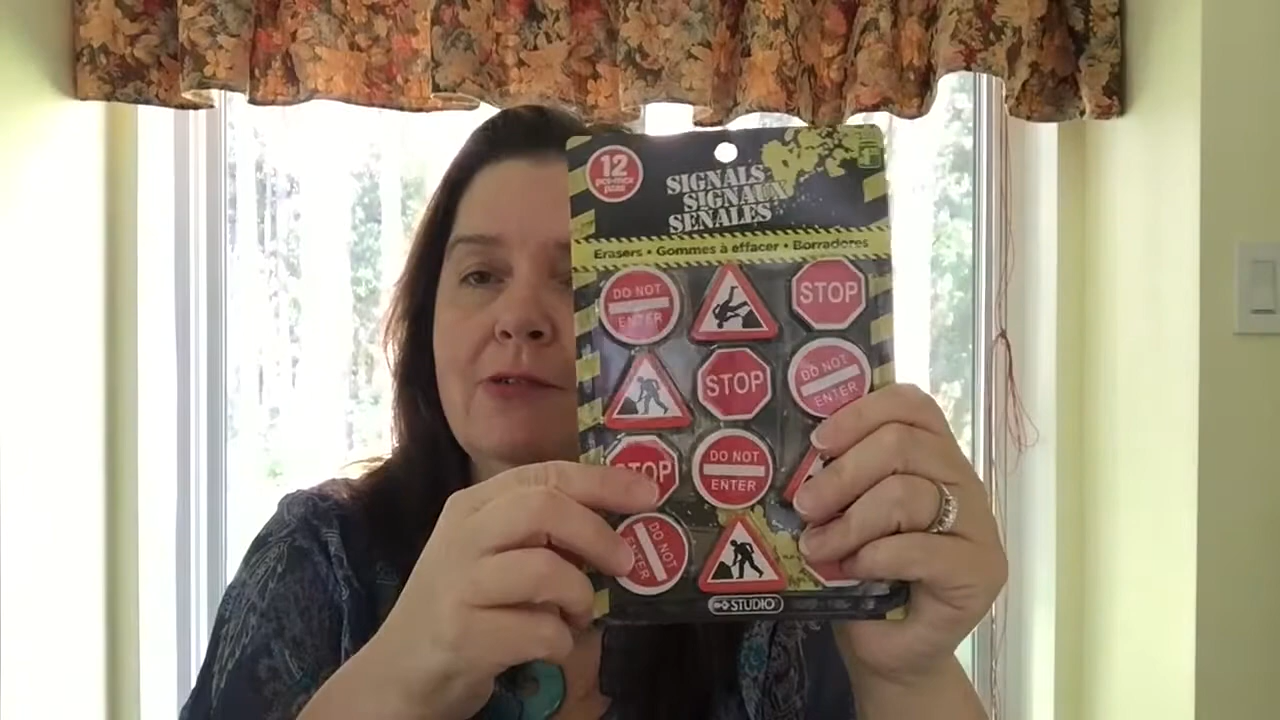 12
SIGNALS
SIGNAUX
SEÑALES
Erasers • Gommes à effacer • Borradores
DO NOT
ENTER
STOP
STOP
DO NOT
ENTER
STOP
DO NOT
ENTER
DO NOT
ENTER
STUDIO